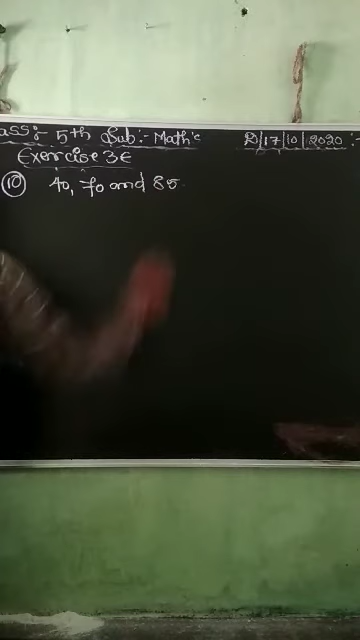 ass:- 5th Sub:- Math's D/17/10/2020:-
Exercise 3E
(10) 40, 70 and 85.